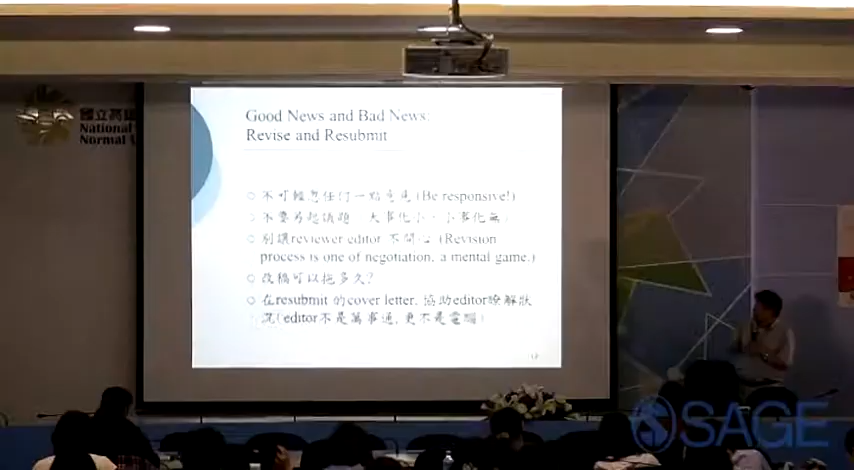 國立高雄
National
Normal U
Good News and Bad News:
Revise and Resubmit
不可輕忽任何一點意見 (Be responsive!)
不要另起議題，大事化小，小事化無。
別讓reviewer editor 不開心 (Revision
process is one of negotiation, a mental game.)
改稿可以拖多久?
在resubmit 的cover letter, 協助editor瞭解狀
況(editor不是萬事通, 更不是電腦)
SAGE